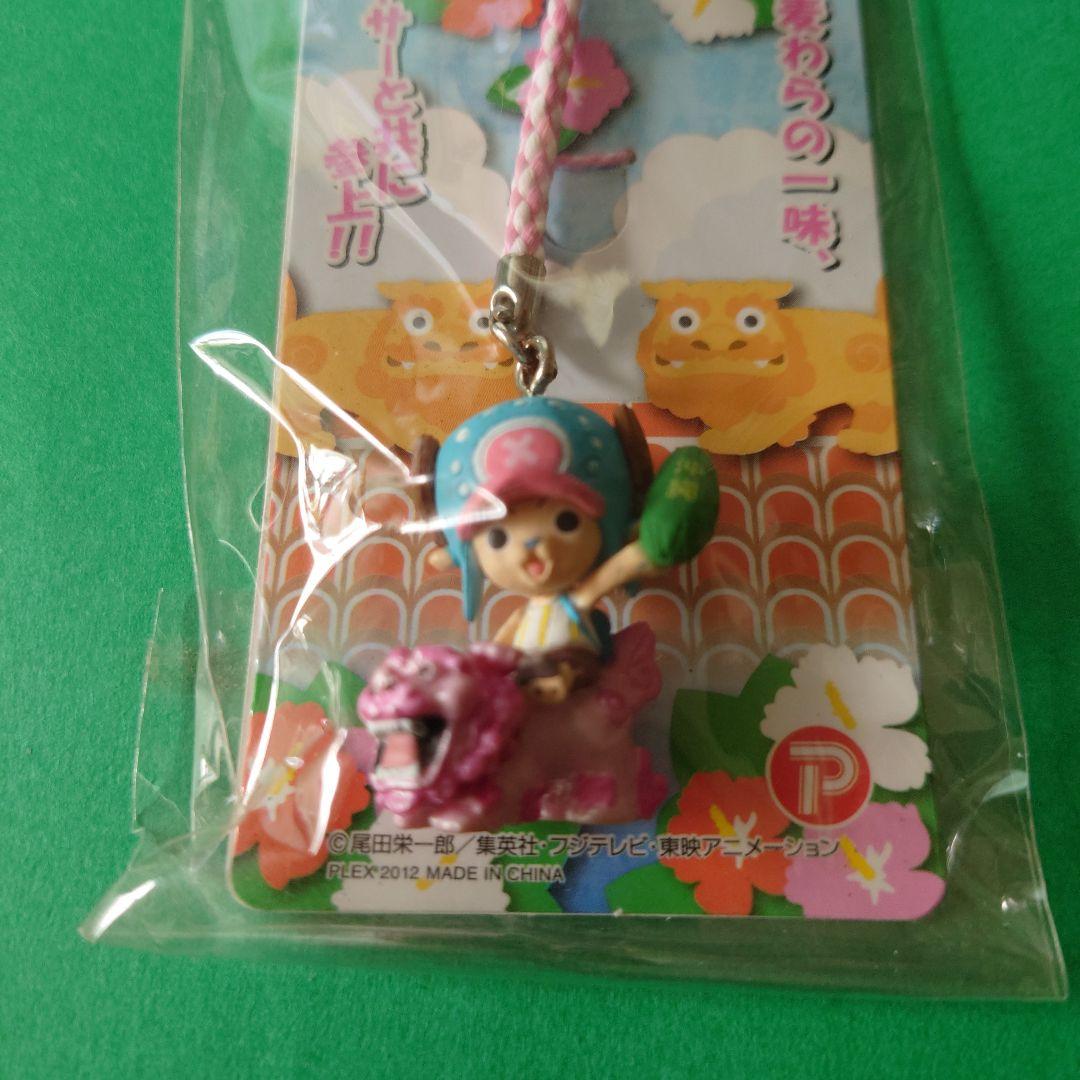 麦わらの一味、
サーと共に
参上!!
沖縄
©尾田栄一郎／集英社・フジテレビ・東映アニメーション
PLEX 2012 MADE IN CHINA